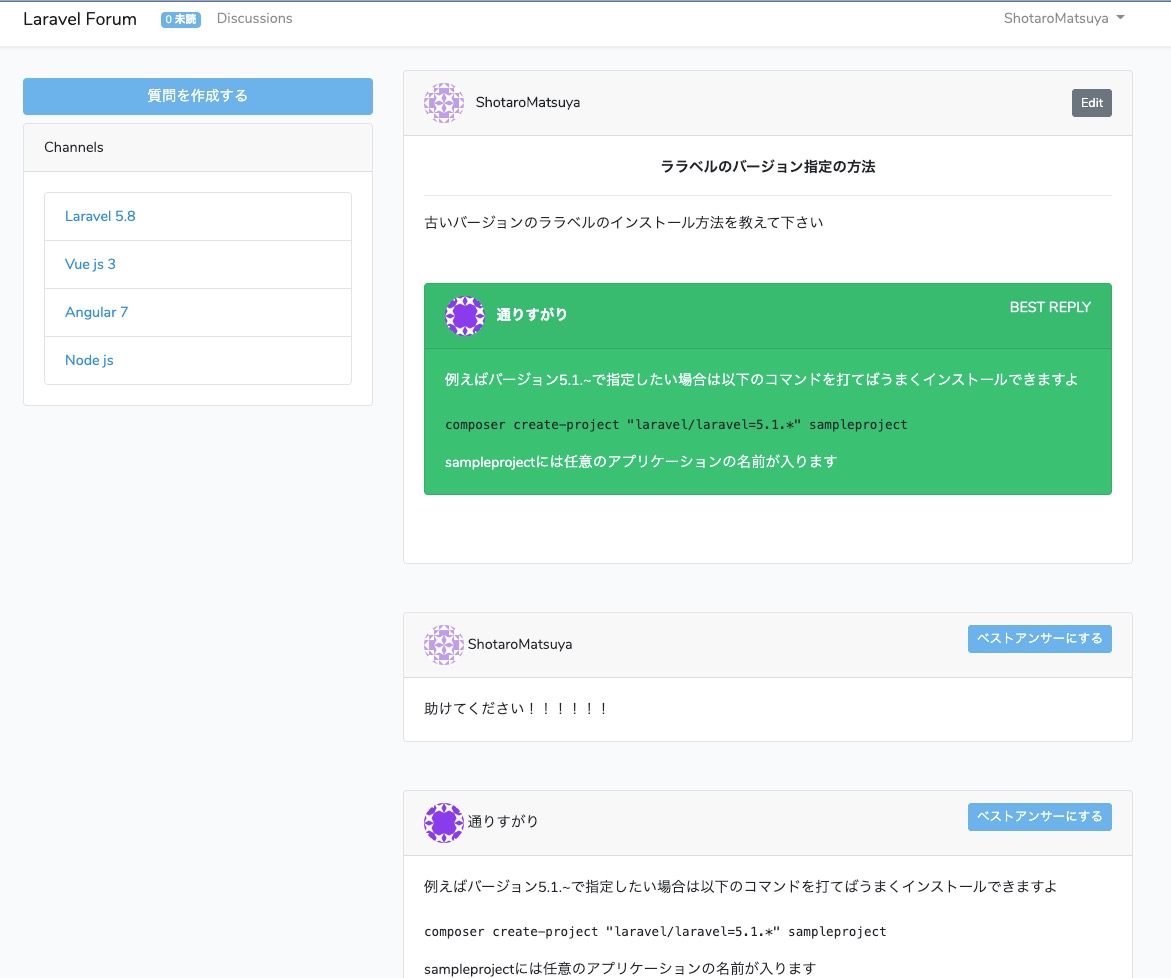 Laravel Forum
0 未読
Discussions
ShotaroMatsuya
質問を作成する
Channels
Laravel 5.8
Vue js 3
Angular 7
Node js
ShotaroMatsuya
Edit
ララベルのバージョン指定の方法
古いバージョンのララベルのインストール方法を教えて下さい
通りすがり
BEST REPLY
例えばバージョン5.1.~で指定したい場合は以下のコマンドを打てばうまくインストールできますよ
composer create-project "laravel/laravel=5.1.*" sampleproject
sampleprojectには任意のアプリケーションの名前が入ります
ShotaroMatsuya
ベストアンサーにする
助けてください！！！！！！
通りすがり
ベストアンサーにする
例えばバージョン5.1.~で指定したい場合は以下のコマンドを打てばうまくインストールできますよ
composer create-project "laravel/laravel=5.1.*" sampleproject
sampleprojectには任意のアプリケーションの名前が入ります